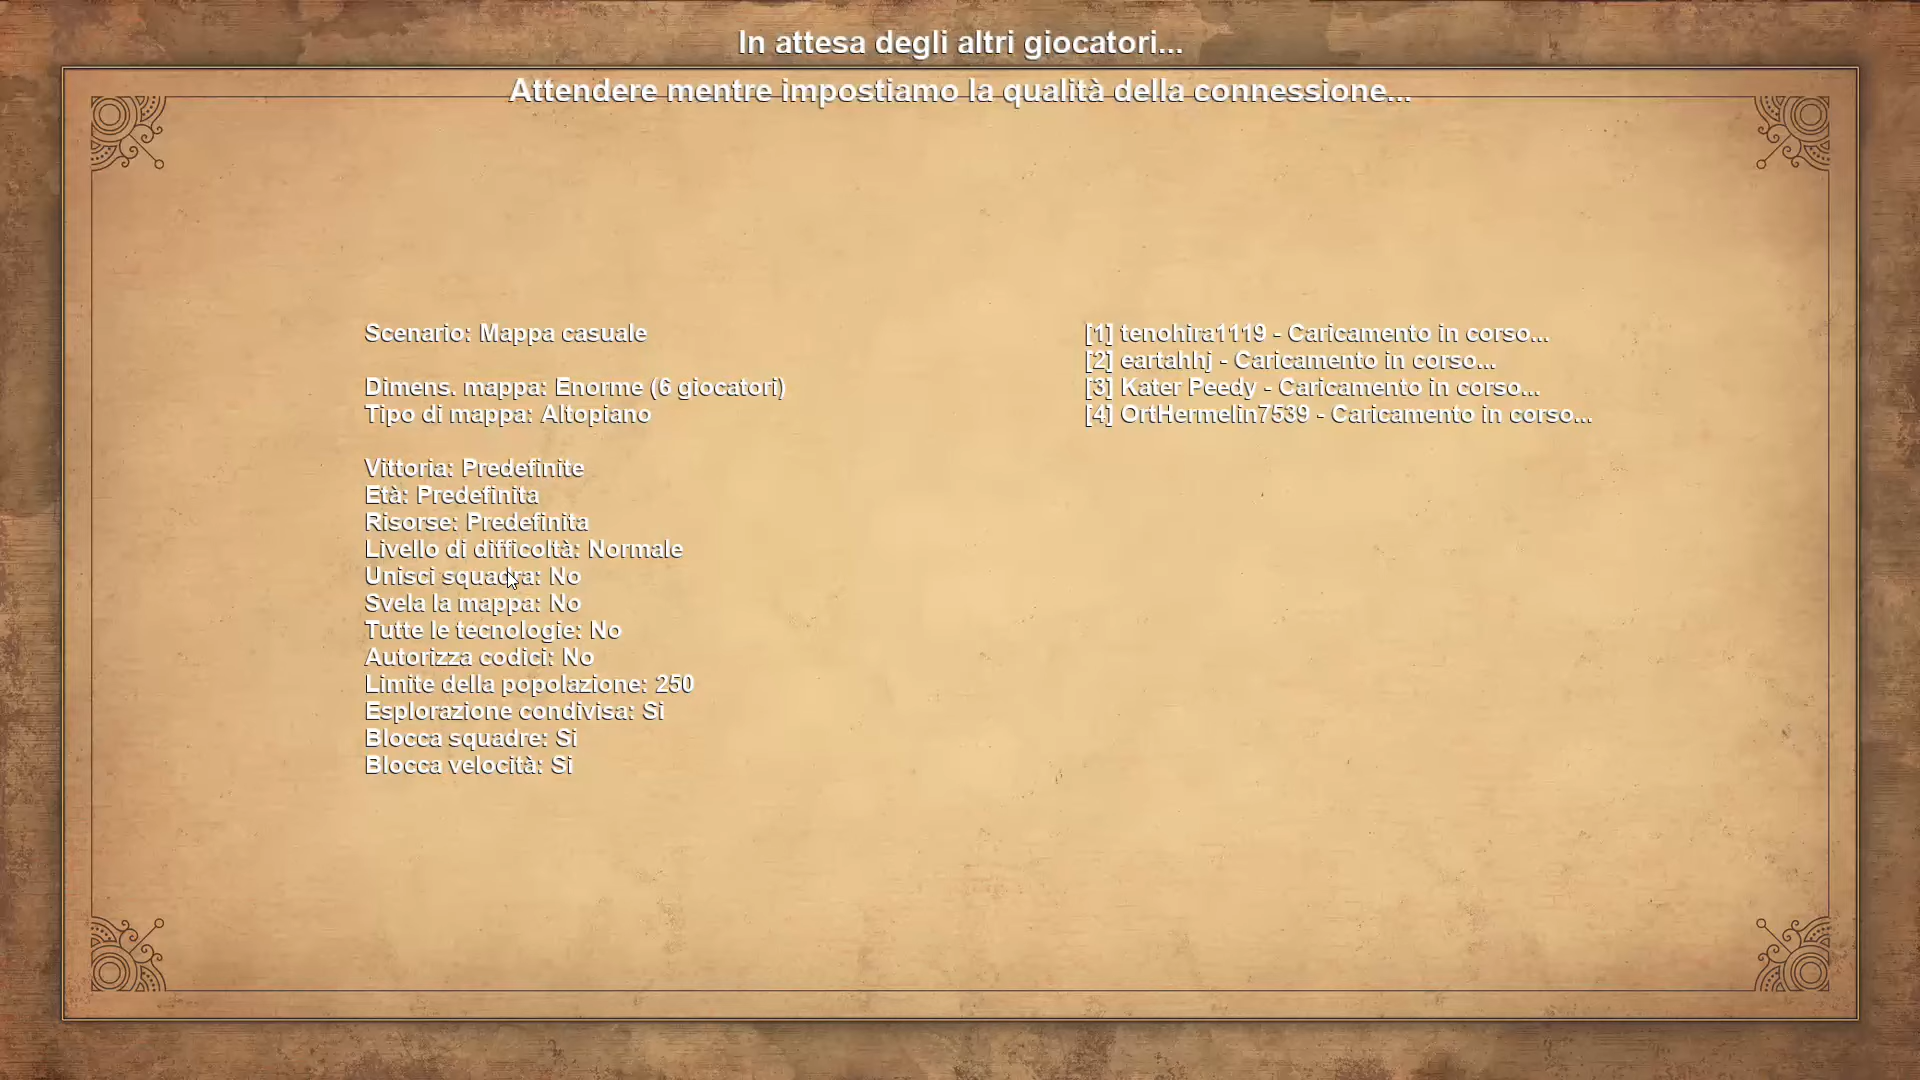 In attesa degli altri giocatori...
Attendere mentre impostiamo la qualità della connessione...
Scenario: Mappa casuale
Dimens. mappa: Enorme (6 giocatori)
Tipo di mappa: Altopiano
Vittoria: Predefinite
Età: Predefinita
Risorse: Predefinita
Livello di difficoltà: Normale
Unisci squadra: No
Svela la mappa: No
Tutte le tecnologie: No
Autorizza codici: No
Limite della popolazione: 250
Esplorazione condivisa: Sì
Blocca squadre: Sì
Blocca velocità: Sì
[1] tenohira1119 - Caricamento in corso...
[2] eartahhj - Caricamento in corso...
[3] Kater Peedy - Caricamento in corso...
[4] OrtHermelin7539 - Caricamento in corso...